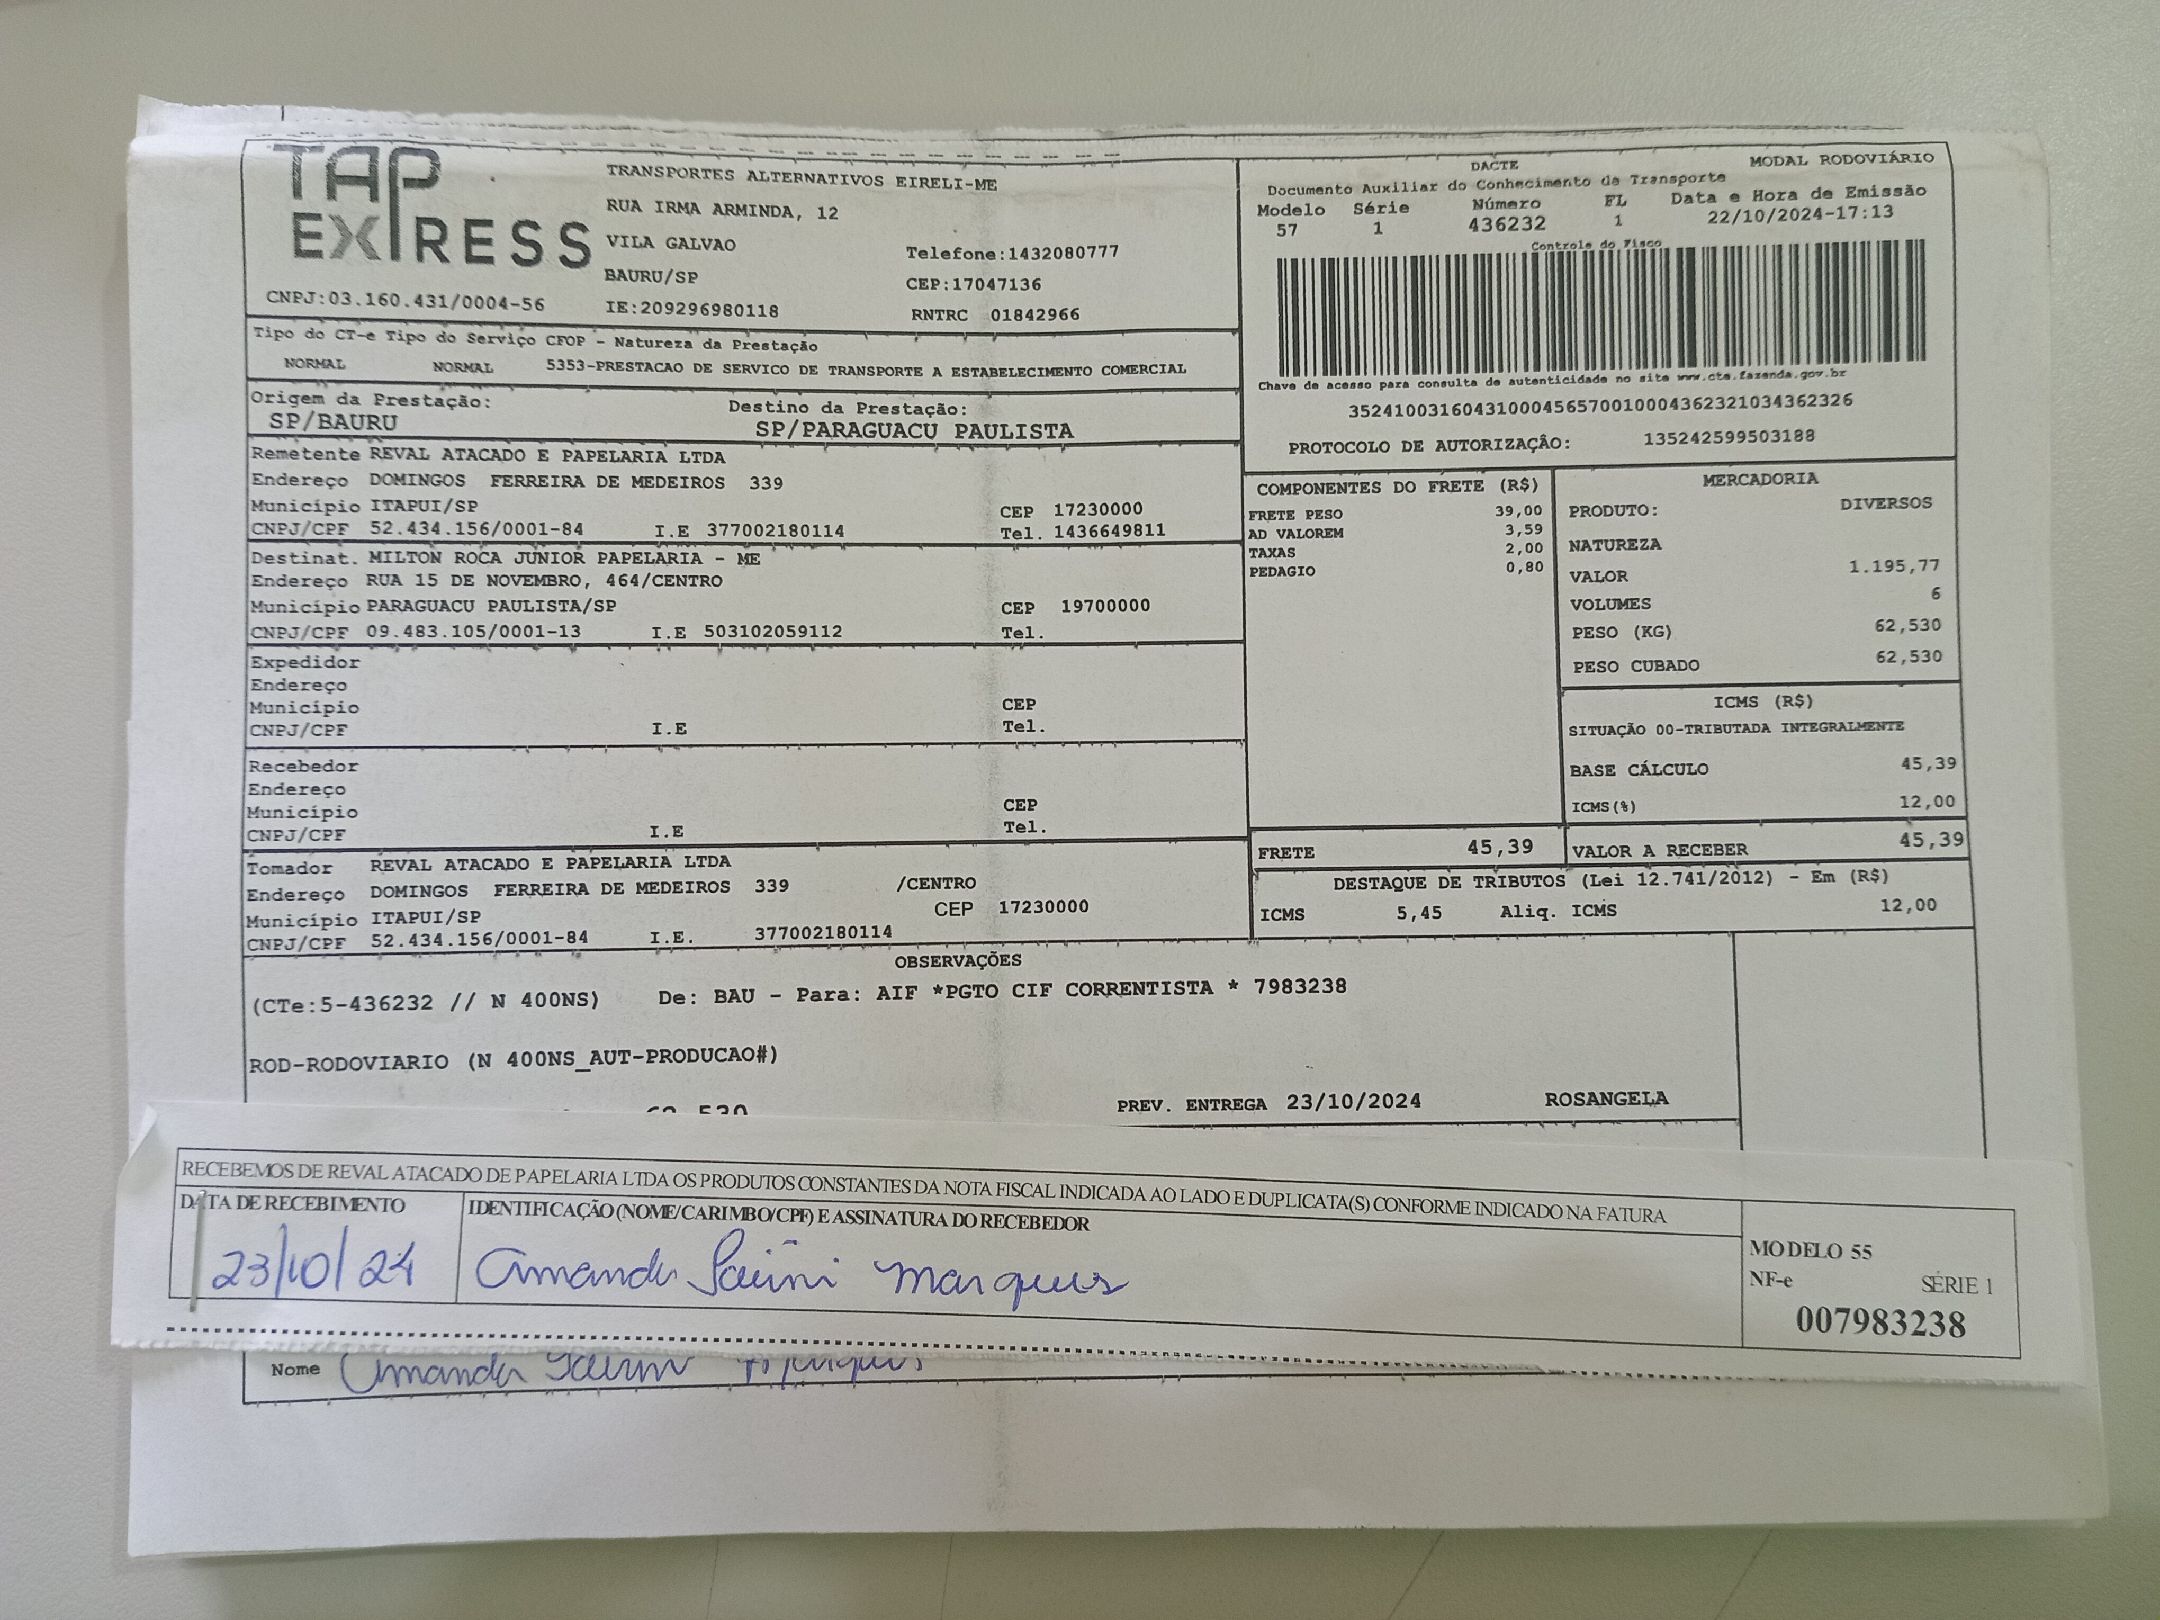 TAP EXPRESS
CNPJ:03.160.431/0004-56
TRANSPORTES ALTERNATIVOS EIRELI-ME
RUA IRMA ARMINDA, 12
VILA GALVAO
Telefone:1432080777
BAURU/SP
CEP:17047136
IE:209296980118
RNTRC 01842966
DACTE MODAL RODOVIÁRIO
Documento Auxiliar do Conhecimento de Transporte
Modelo Série Número FL Data e Hora de Emissão
57 1 436232 1 22/10/2024-17:13
Controle do Fisco
Chave de acesso para consulta de autenticidade no site www.cte.fazenda.gov.br
35241003160431000456570010004362321034362326
PROTOCOLO DE AUTORIZAÇÃO: 135242599503188
Tipo do CT-e Tipo do Serviço CFOP - Natureza da Prestação
NORMAL NORMAL 5353-PRESTACAO DE SERVICO DE TRANSPORTE A ESTABELECIMENTO COMERCIAL
Origem da Prestação: Destino da Prestação:
SP/BAURU SP/PARAGUACU PAULISTA
Remetente REVAL ATACADO E PAPELARIA LTDA
Endereço DOMINGOS FERREIRA DE MEDEIROS 339
Município ITAPUI/SP CEP 17230000
CNPJ/CPF 52.434.156/0001-84 I.E 377002180114 Tel. 1436649811
Destinat. MILTON ROCA JUNIOR PAPELARIA - ME
Endereço RUA 15 DE NOVEMBRO, 464/CENTRO
Município PARAGUACU PAULISTA/SP CEP 19700000
CNPJ/CPF 09.483.105/0001-13 I.E 503102059112 Tel.
Expedidor
Endereço
Município CEP
CNPJ/CPF I.E Tel.
Recebedor
Endereço
Município CEP
CNPJ/CPF I.E Tel.
Tomador REVAL ATACADO E PAPELARIA LTDA
Endereço DOMINGOS FERREIRA DE MEDEIROS 339 /CENTRO
Município ITAPUI/SP CEP 17230000
CNPJ/CPF 52.434.156/0001-84 I.E. 377002180114
COMPONENTES DO FRETE (R$)
FRETE PESO 39,00
AD VALOREM 3,59
TAXAS 2,00
PEDAGIO 0,80
MERCADORIA
PRODUTO: DIVERSOS
NATUREZA
VALOR 1.195,77
VOLUMES 6
PESO (KG) 62,530
PESO CUBADO 62,530
ICMS (R$)
SITUAÇÃO 00-TRIBUTADA INTEGRALMENTE
BASE CÁLCULO 45,39
ICMS(%) 12,00
FRETE 45,39 VALOR A RECEBER 45,39
DESTAQUE DE TRIBUTOS (Lei 12.741/2012) - Em (R$)
ICMS 5,45 Aliq. ICMS 12,00
OBSERVAÇÕES
(CTe:5-436232 // N 400NS) De: BAU - Para: AIF *PGTO CIF CORRENTISTA * 7983238
ROD-RODOVIARIO (N 400NS_AUT-PRODUCAO#)
62,530
PREV. ENTREGA 23/10/2024 ROSANGELA
RECEBEMOS DE REVAL ATACADO DE PAPELARIA LTDA OS PRODUTOS CONSTANTES DA NOTA FISCAL INDICADA AO LADO E DUPLICATA(S) CONFORME INDICADO NA FATURA
DATA DE RECEBIMENTO IDENTIFICAÇÃO (NOME/CARIMBO/CPF) E ASSINATURA DO RECEBEDOR
23/10/24 Amanda Marques
MODELO 55
NF-e SÉRIE 1
007983238
Nome Amanda Marques